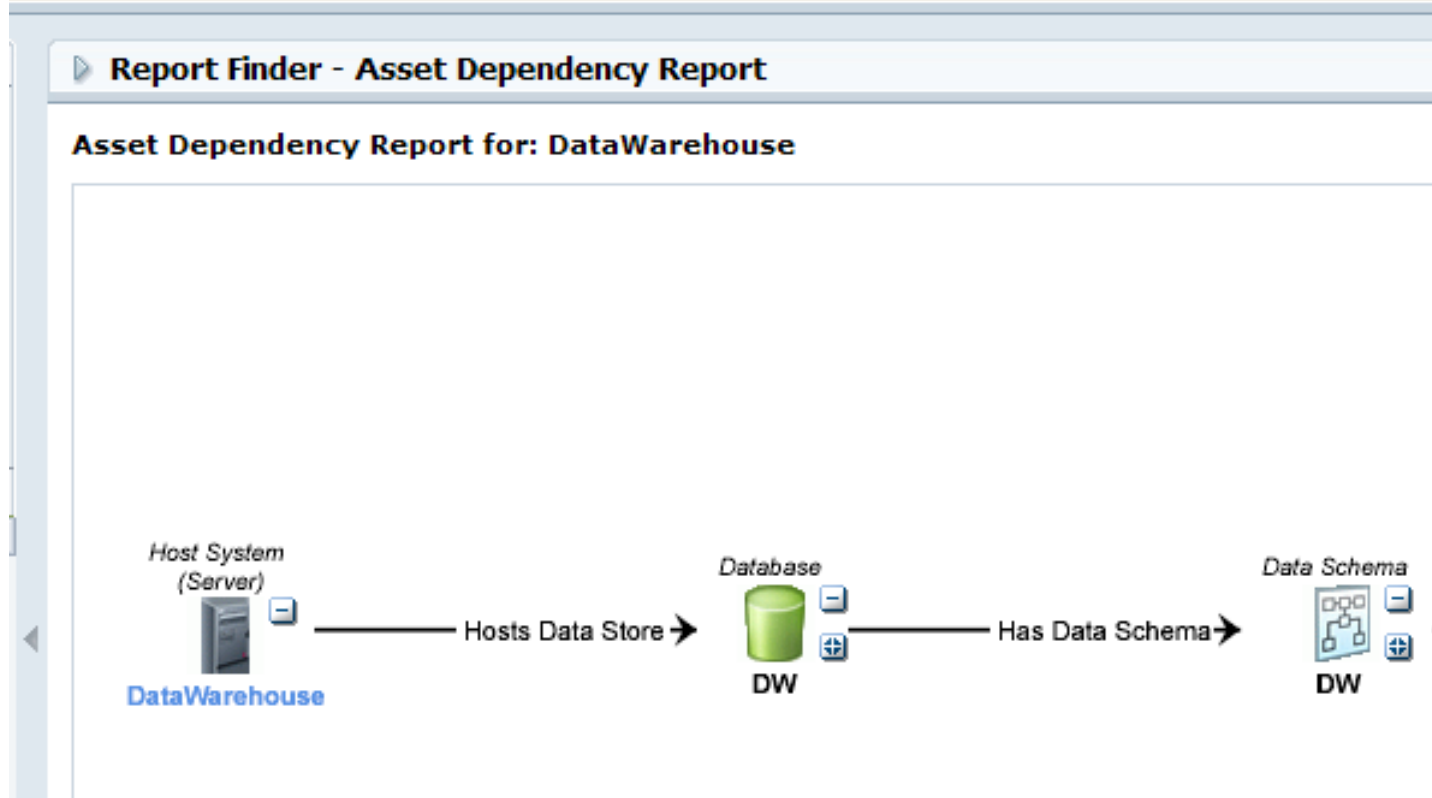 Report Finder - Asset Dependency Report
Asset Dependency Report for: DataWarehouse
Host System
(Server)
Database
Data Schema
Hosts Data Store
Has Data Schema
DataWarehouse
DW
DW